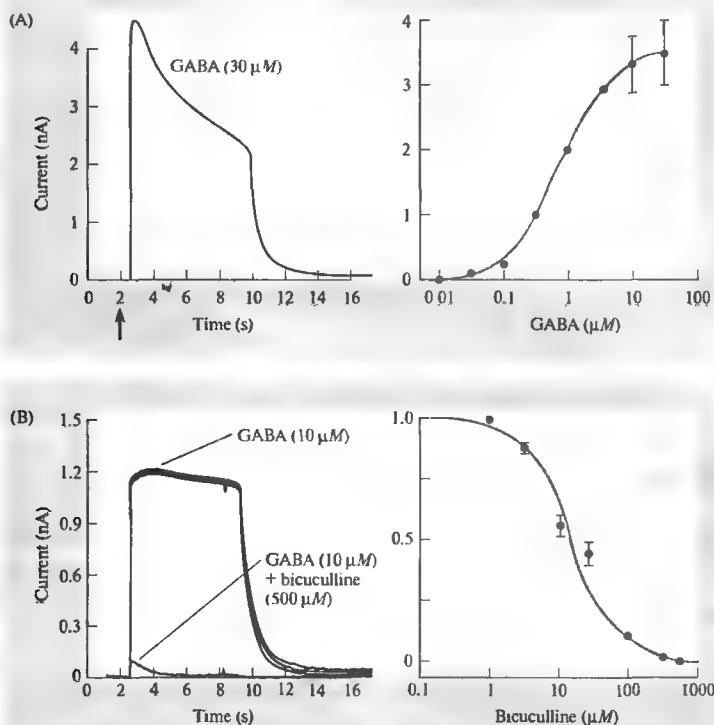 (A)
4
3
2
1
0
Current (nA)
GABA (30 μM)
0 2 4 8 10 12 14 16
Time (s)
4
3
2
1
0
0 01 0.1 1 10 100
GABA (μM)
(B)
1.5
1.2
0.9
0.6
0.3
0
Current (nA)
GABA (10 μM)
GABA (10 μM)
+ bicuculline
(500 μM)
0 2 4 6 8 10 12 14 16
Time (s)
1.0
0.5
0
0.1 1 10 100 1000
Bicuculline (μM)